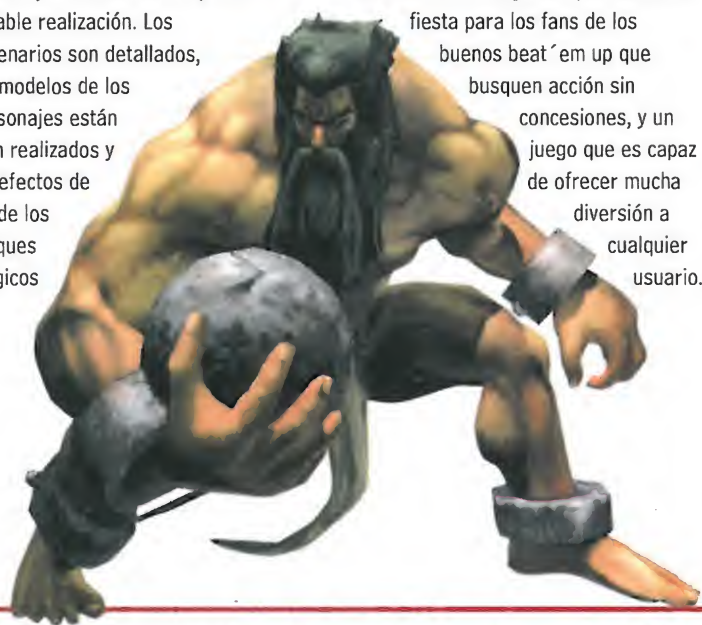 able realización. Los
enarios son detallados,
modelos de los
sonajes están
n realizados y
efectos de
de los
ques
gicos
fiesta para los fans de los
buenos beat´em up que
busquen acción sin
concesiones, y un
juego que es capaz
de ofrecer mucha
diversión a
cualquier
usuario.